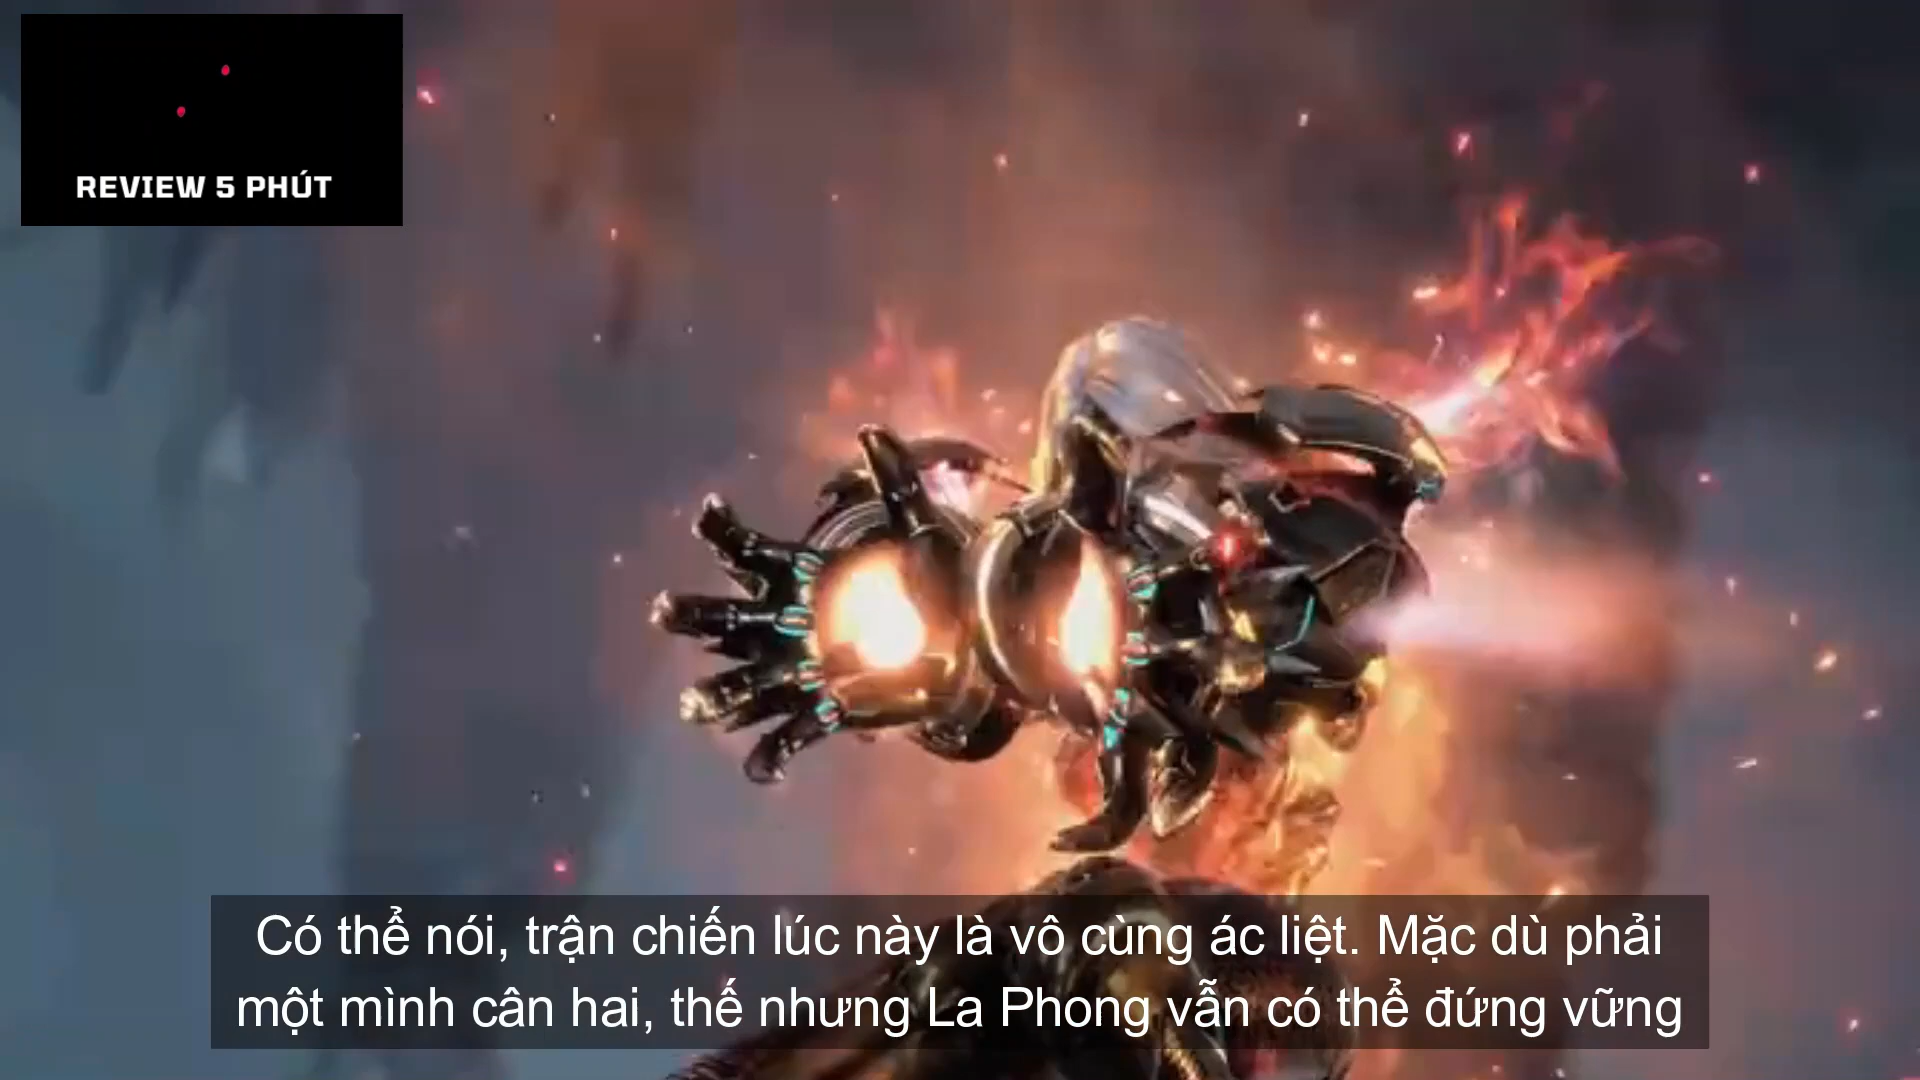 REVIEW 5 PHÚT
Có thể nói, trận chiến lúc này là vô cùng ác liệt. Mặc dù phải
một mình cân hai, thế nhưng La Phong vẫn có thể đứng vững